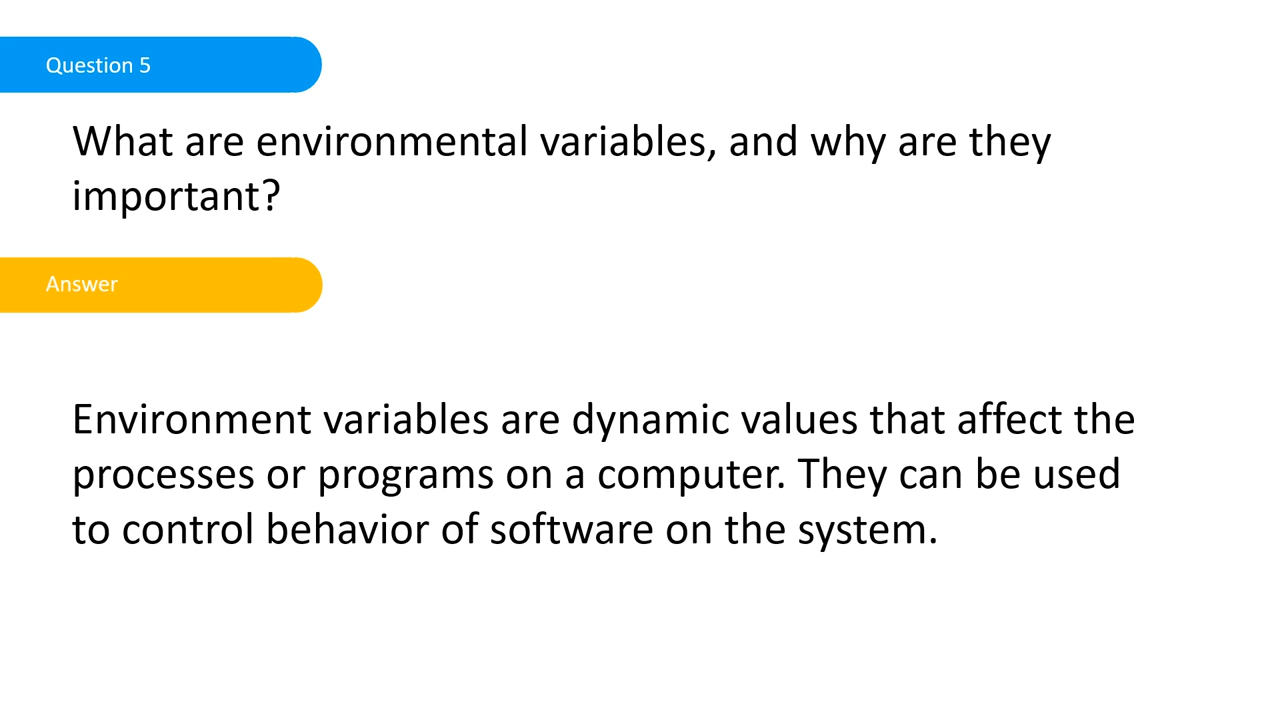 Question 5
What are environmental variables, and why are they
important?
Answer
Environment variables are dynamic values that affect the
processes or programs on a computer. They can be used
to control behavior of software on the system.